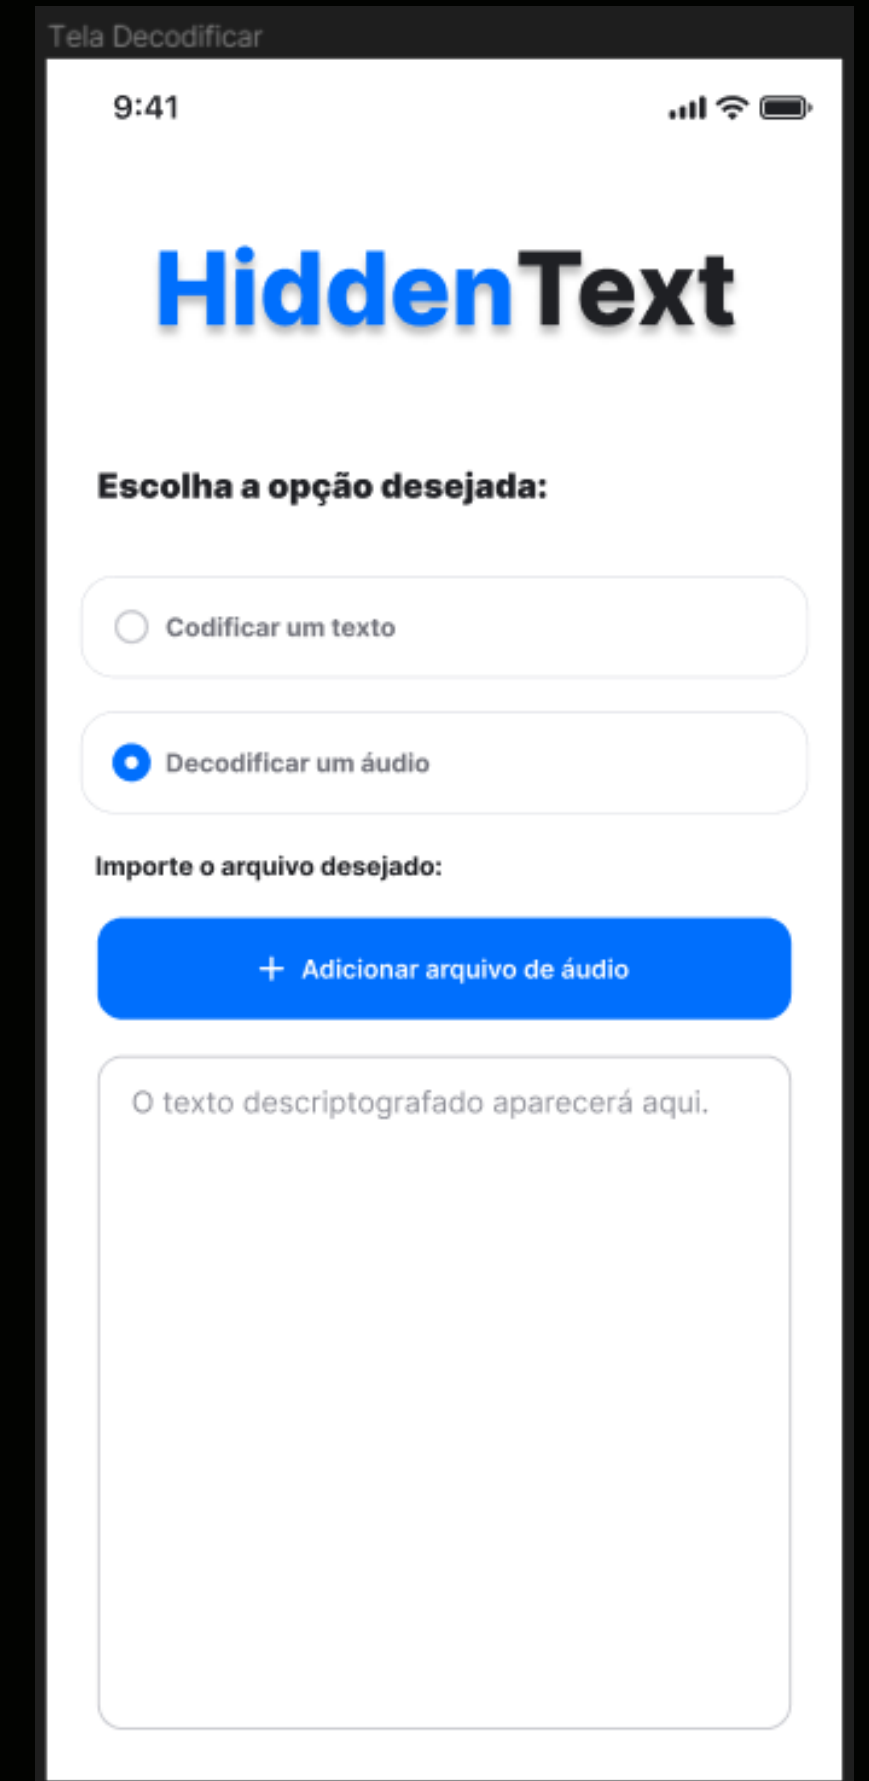 Tela Decodificar
9:41
HiddenText
Escolha a opção desejada:
Codificar um texto
Decodificar um áudio
Importe o arquivo desejado:
+ Adicionar arquivo de áudio
O texto descriptografado aparecerá aqui.